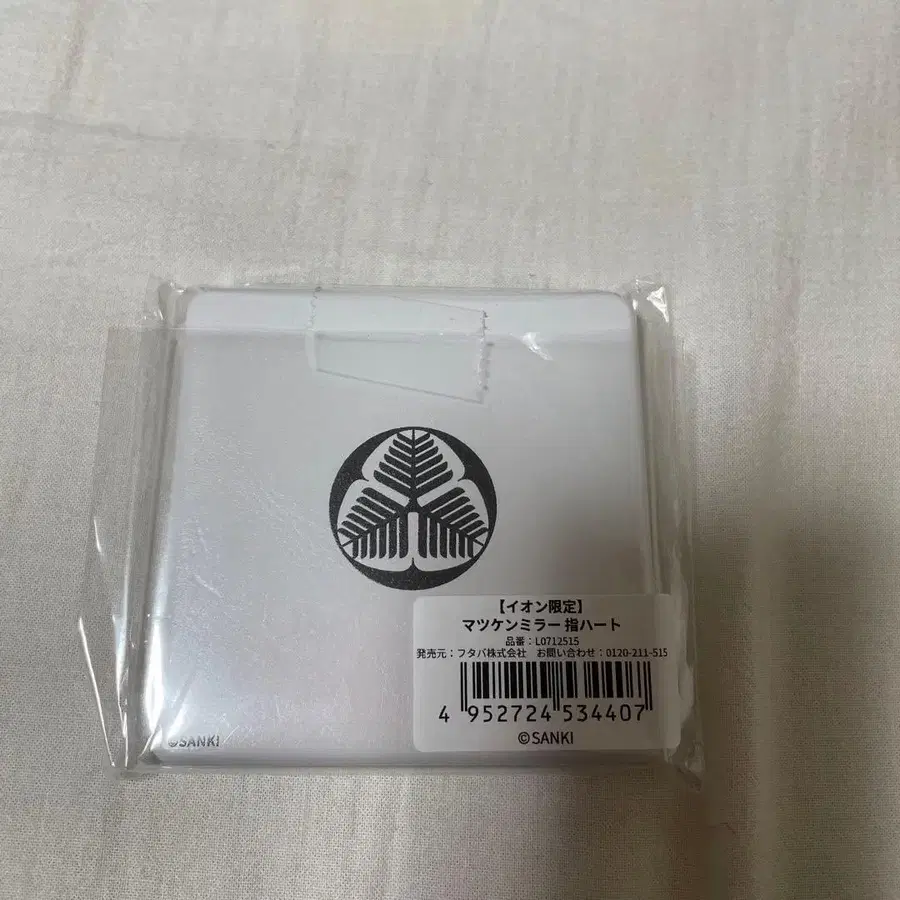 【イオン限定】
マツケンミラー 指ハート
品番：L0712515
発売元：フタバ株式会社 お問い合わせ：0120-211-515
4 952724 534407
©SANKI
©SANKI